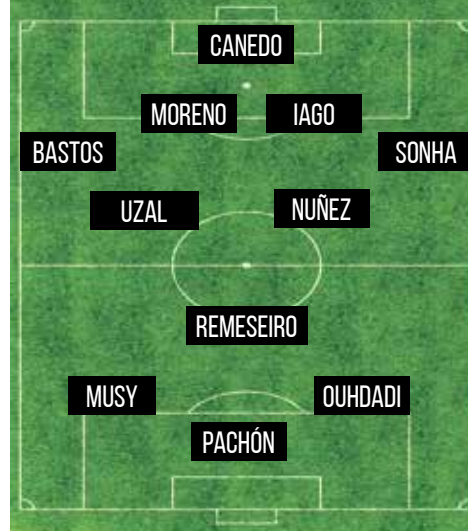 CANEDO
MORENO IAGO
BASTOS SONHA
UZAL NUÑEZ
REMESEIRO
MUSY OUHDADI
PACHÓN